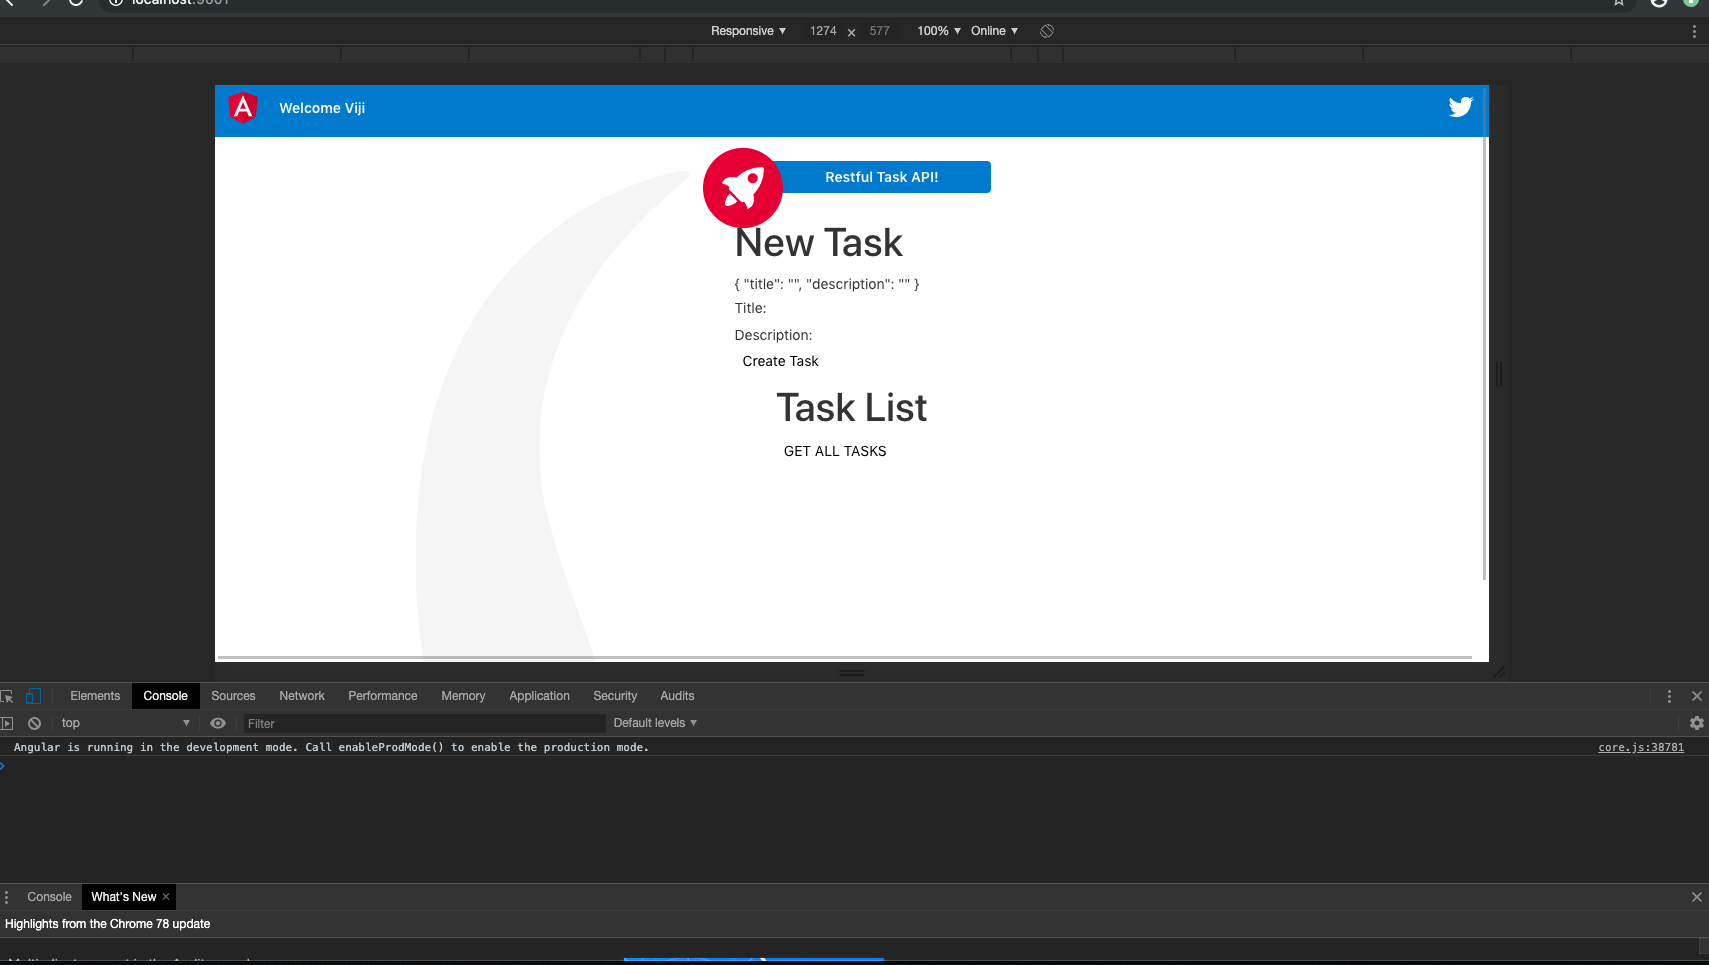 Responsive ▼ 1274 × 577 100% ▼ Online ▼
Welcome Viji
Restful Task API!
New Task
{ "title": "", "description": "" }
Title:
Description:
Create Task
Task List
GET ALL TASKS
Elements Console Sources Network Performance Memory Application Security Audits
top ▼ Filter Default levels ▼
Angular is running in the development mode. Call enableProdMode() to enable the production mode. core.js:38781
Console What's New ×
Highlights from the Chrome 78 update